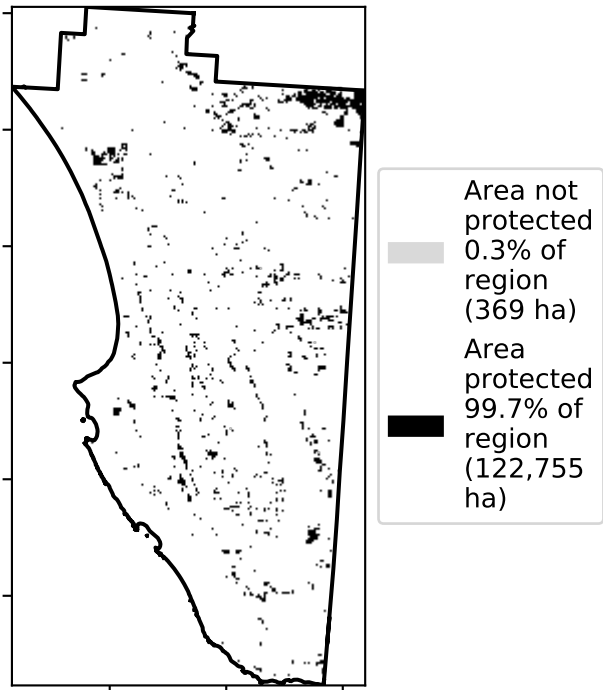 Area not
protected
0.3% of
region
(369 ha)
Area
protected
99.7% of
region
(122,755
ha)